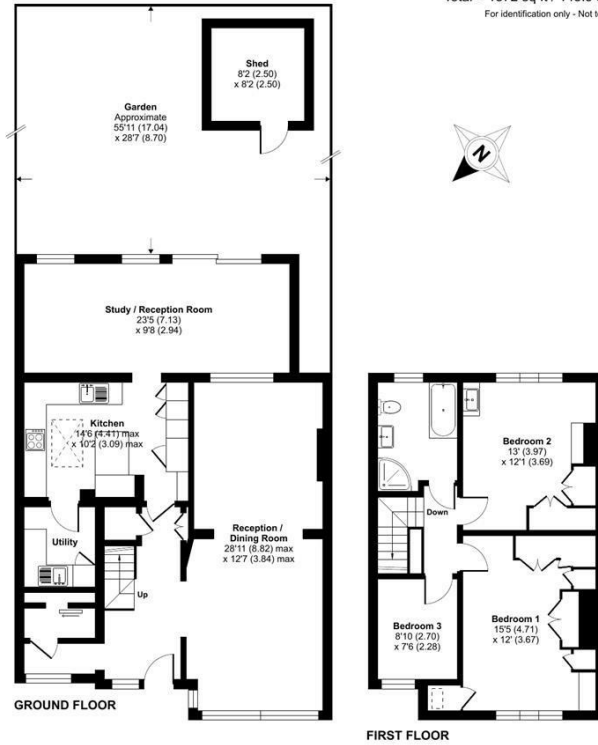 For identification only - Not t
Shed
8'2 (2.50)
x 8'2 (2.50)
Garden
Approximate
55'11 (17.04)
x 28'7 (8.70)
N
Study / Reception Room
23'5 (7.13)
x 9'8 (2.94)
Kitchen
14'6 (4.41) max
x 10'2 (3.09) max
Utility
Reception /
Dining Room
28'11 (8.82) max
x 12'7 (3.84) max
Up
GROUND FLOOR
Bedroom 2
13' (3.97)
x 12'1 (3.69)
Down
Bedroom 3
8'10 (2.70)
x 7'6 (2.28)
Bedroom 1
15'5 (4.71)
x 12' (3.67)
FIRST FLOOR